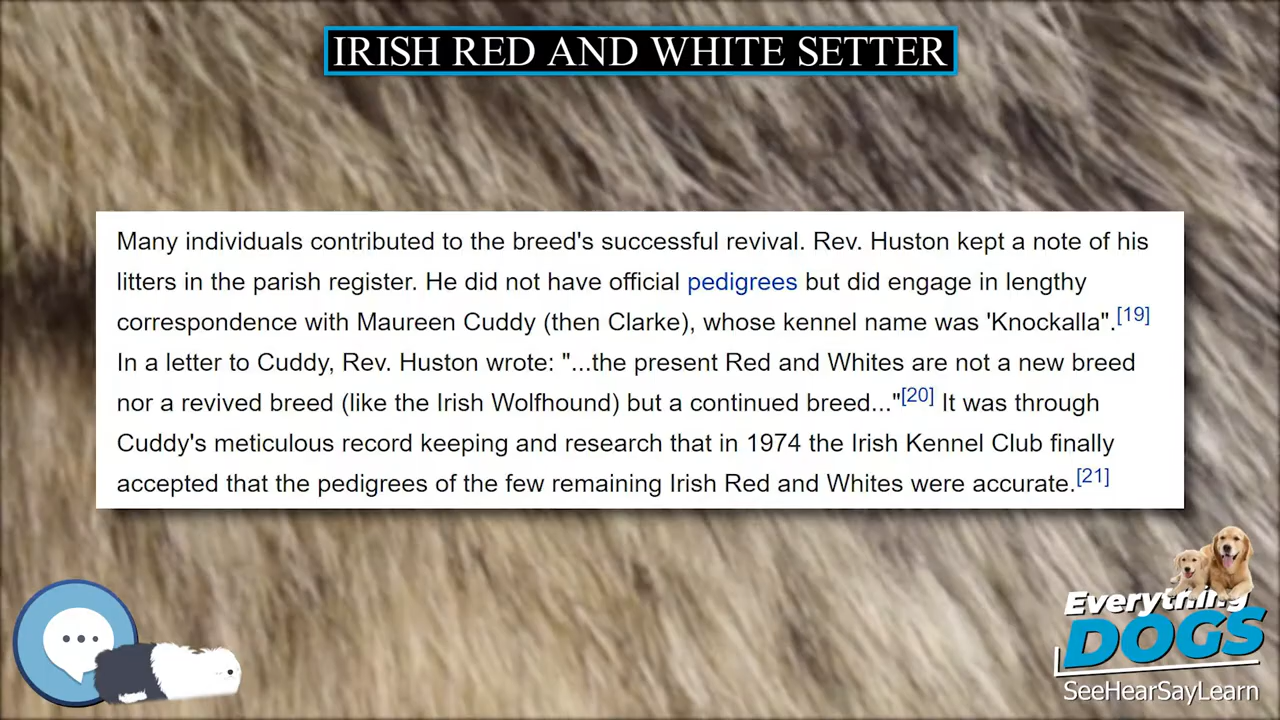 IRISH RED AND WHITE SETTER
Many individuals contributed to the breed's successful revival. Rev. Huston kept a note of his
litters in the parish register. He did not have official pedigrees but did engage in lengthy
correspondence with Maureen Cuddy (then Clarke), whose kennel name was 'Knockalla".[19]
In a letter to Cuddy, Rev. Huston wrote: "...the present Red and Whites are not a new breed
nor a revived breed (like the Irish Wolfhound) but a continued breed..."[20] It was through
Cuddy's meticulous record keeping and research that in 1974 the Irish Kennel Club finally
accepted that the pedigrees of the few remaining Irish Red and Whites were accurate.[21]
Everything
DOGS
SeeHearSayLearn